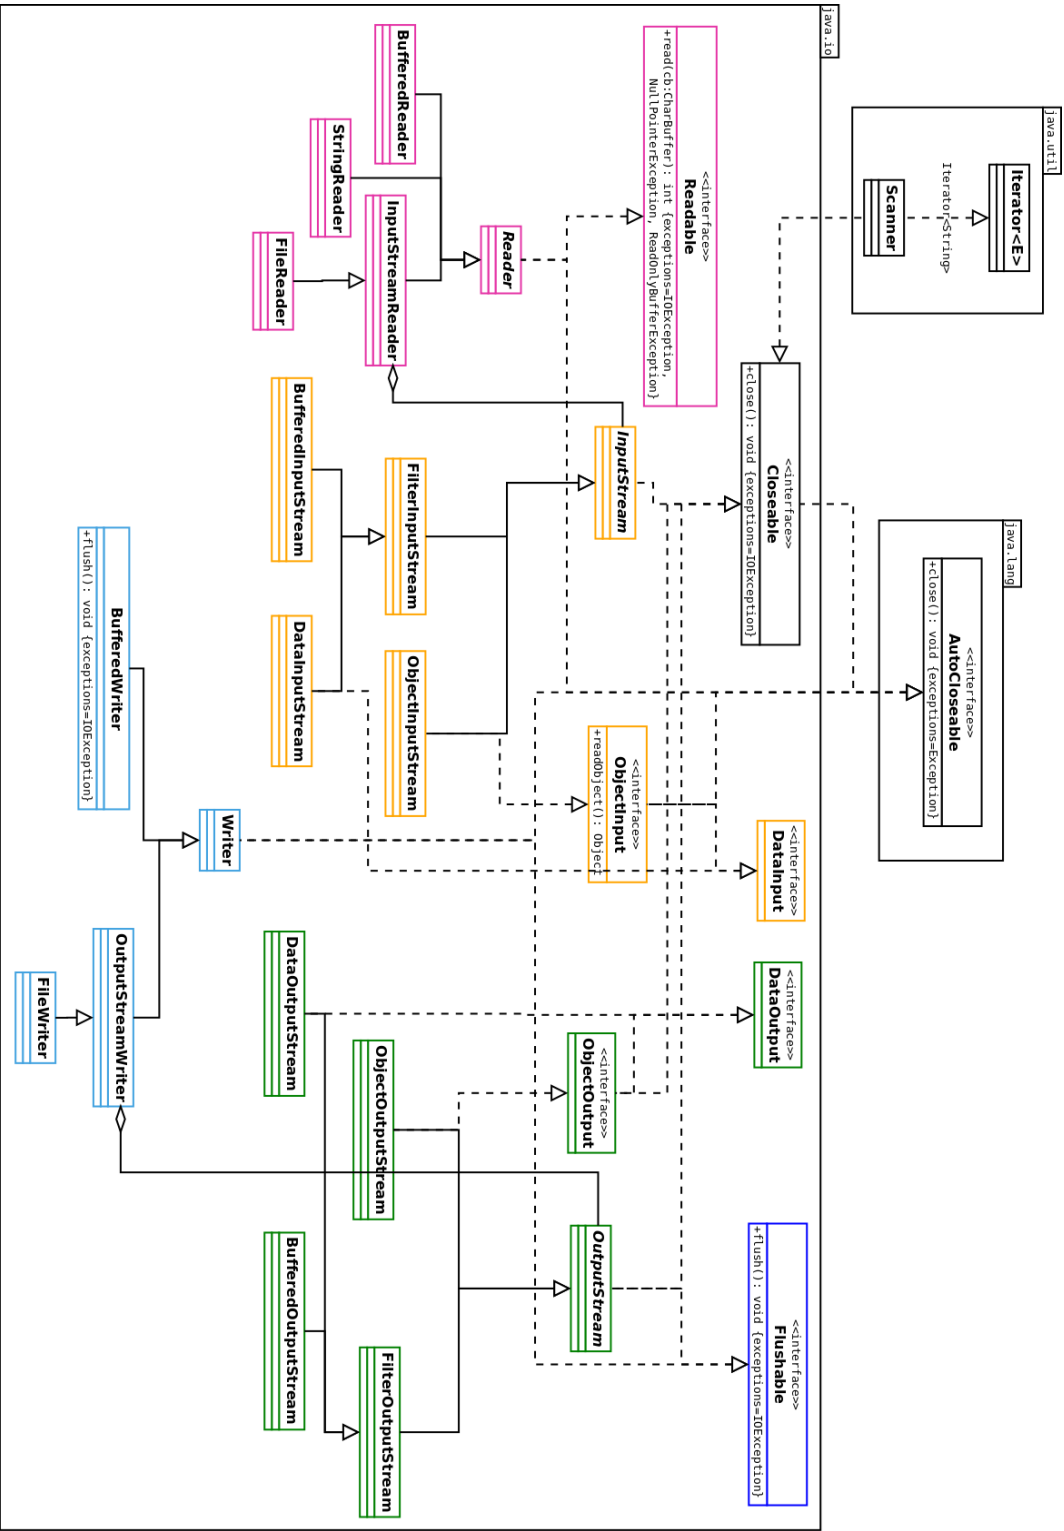 java.util
Iterator<E>
Iterator<String>
Scanner
java.lang
<<interface>>
AutoCloseable
+close(): void {exceptions=Exception}
java.io
<<interface>>
Readable
+read(cb:CharBuffer): int {exceptions=IOException,
NullPointerException, ReadOnlyBufferException}
<<interface>>
Closeable
+close(): void {exceptions=IOException}
<<interface>>
DataInput
<<interface>>
DataOutput
<<interface>>
Flushable
+flush(): void {exceptions=IOException}
Reader
InputStream
<<interface>>
ObjectInput
+readObject(): Object
<<interface>>
ObjectOutput
OutputStream
BufferedReader
StringReader
InputStreamReader
FileReader
FilterInputStream
ObjectInputStream
BufferedInputStream
DataInputStream
ObjectOutputStream
FilterOutputStream
DataOutputStream
BufferedOutputStream
Writer
BufferedWriter
+flush(): void {exceptions=IOException}
OutputStreamWriter
FileWriter